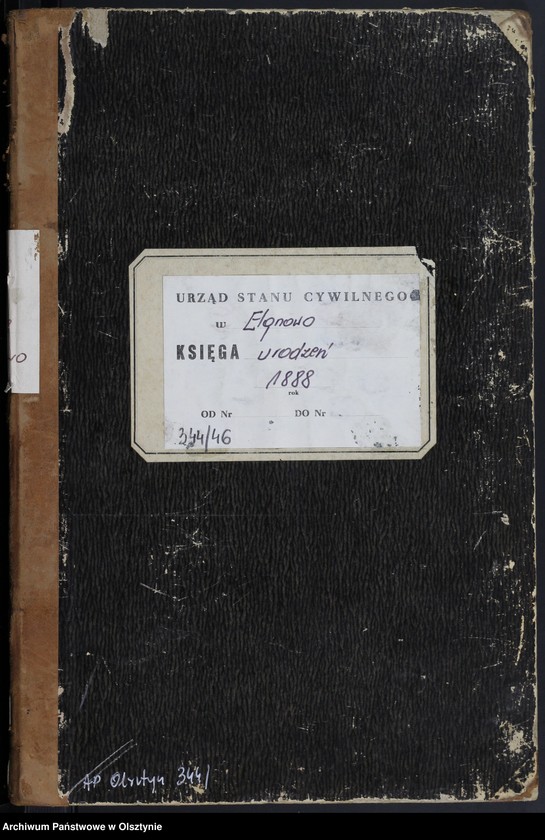 URZĄD STANU CYWILNEGO
w Elgnowo
KSIĘGA urodzeń
1888
rok
OD Nr DO Nr
344/46
AP Olsztyn 344/
Archiwum Państwowe w Olsztynie